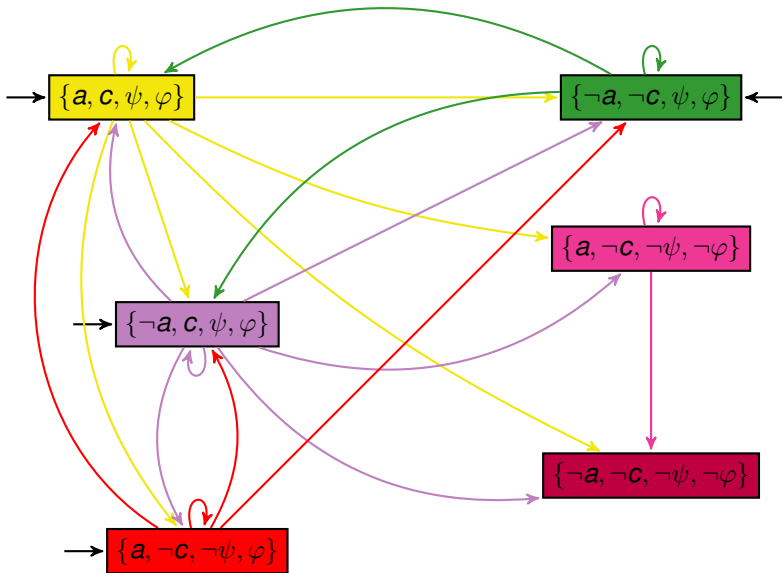 {a, c, ψ, φ}
{¬a, ¬c, ψ, φ}
{a, ¬c, ¬ψ, ¬φ}
{¬a, c, ψ, φ}
{¬a, ¬c, ¬ψ, ¬φ}
{a, ¬c, ¬ψ, φ}